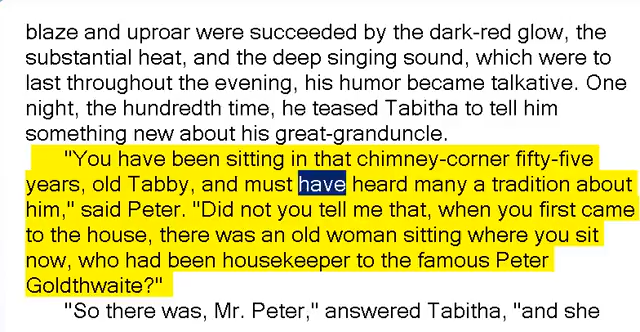 blaze and uproar were succeeded by the dark-red glow, the
substantial heat, and the deep singing sound, which were to
last throughout the evening, his humor became talkative. One
night, the hundredth time, he teased Tabitha to tell him
something new about his great-granduncle.
"You have been sitting in that chimney-corner fifty-five
years, old Tabby, and must have heard many a tradition about
him," said Peter. "Did not you tell me that, when you first came
to the house, there was an old woman sitting where you sit
now, who had been housekeeper to the famous Peter
Goldthwaite?"
"So there was, Mr. Peter," answered Tabitha, "and she